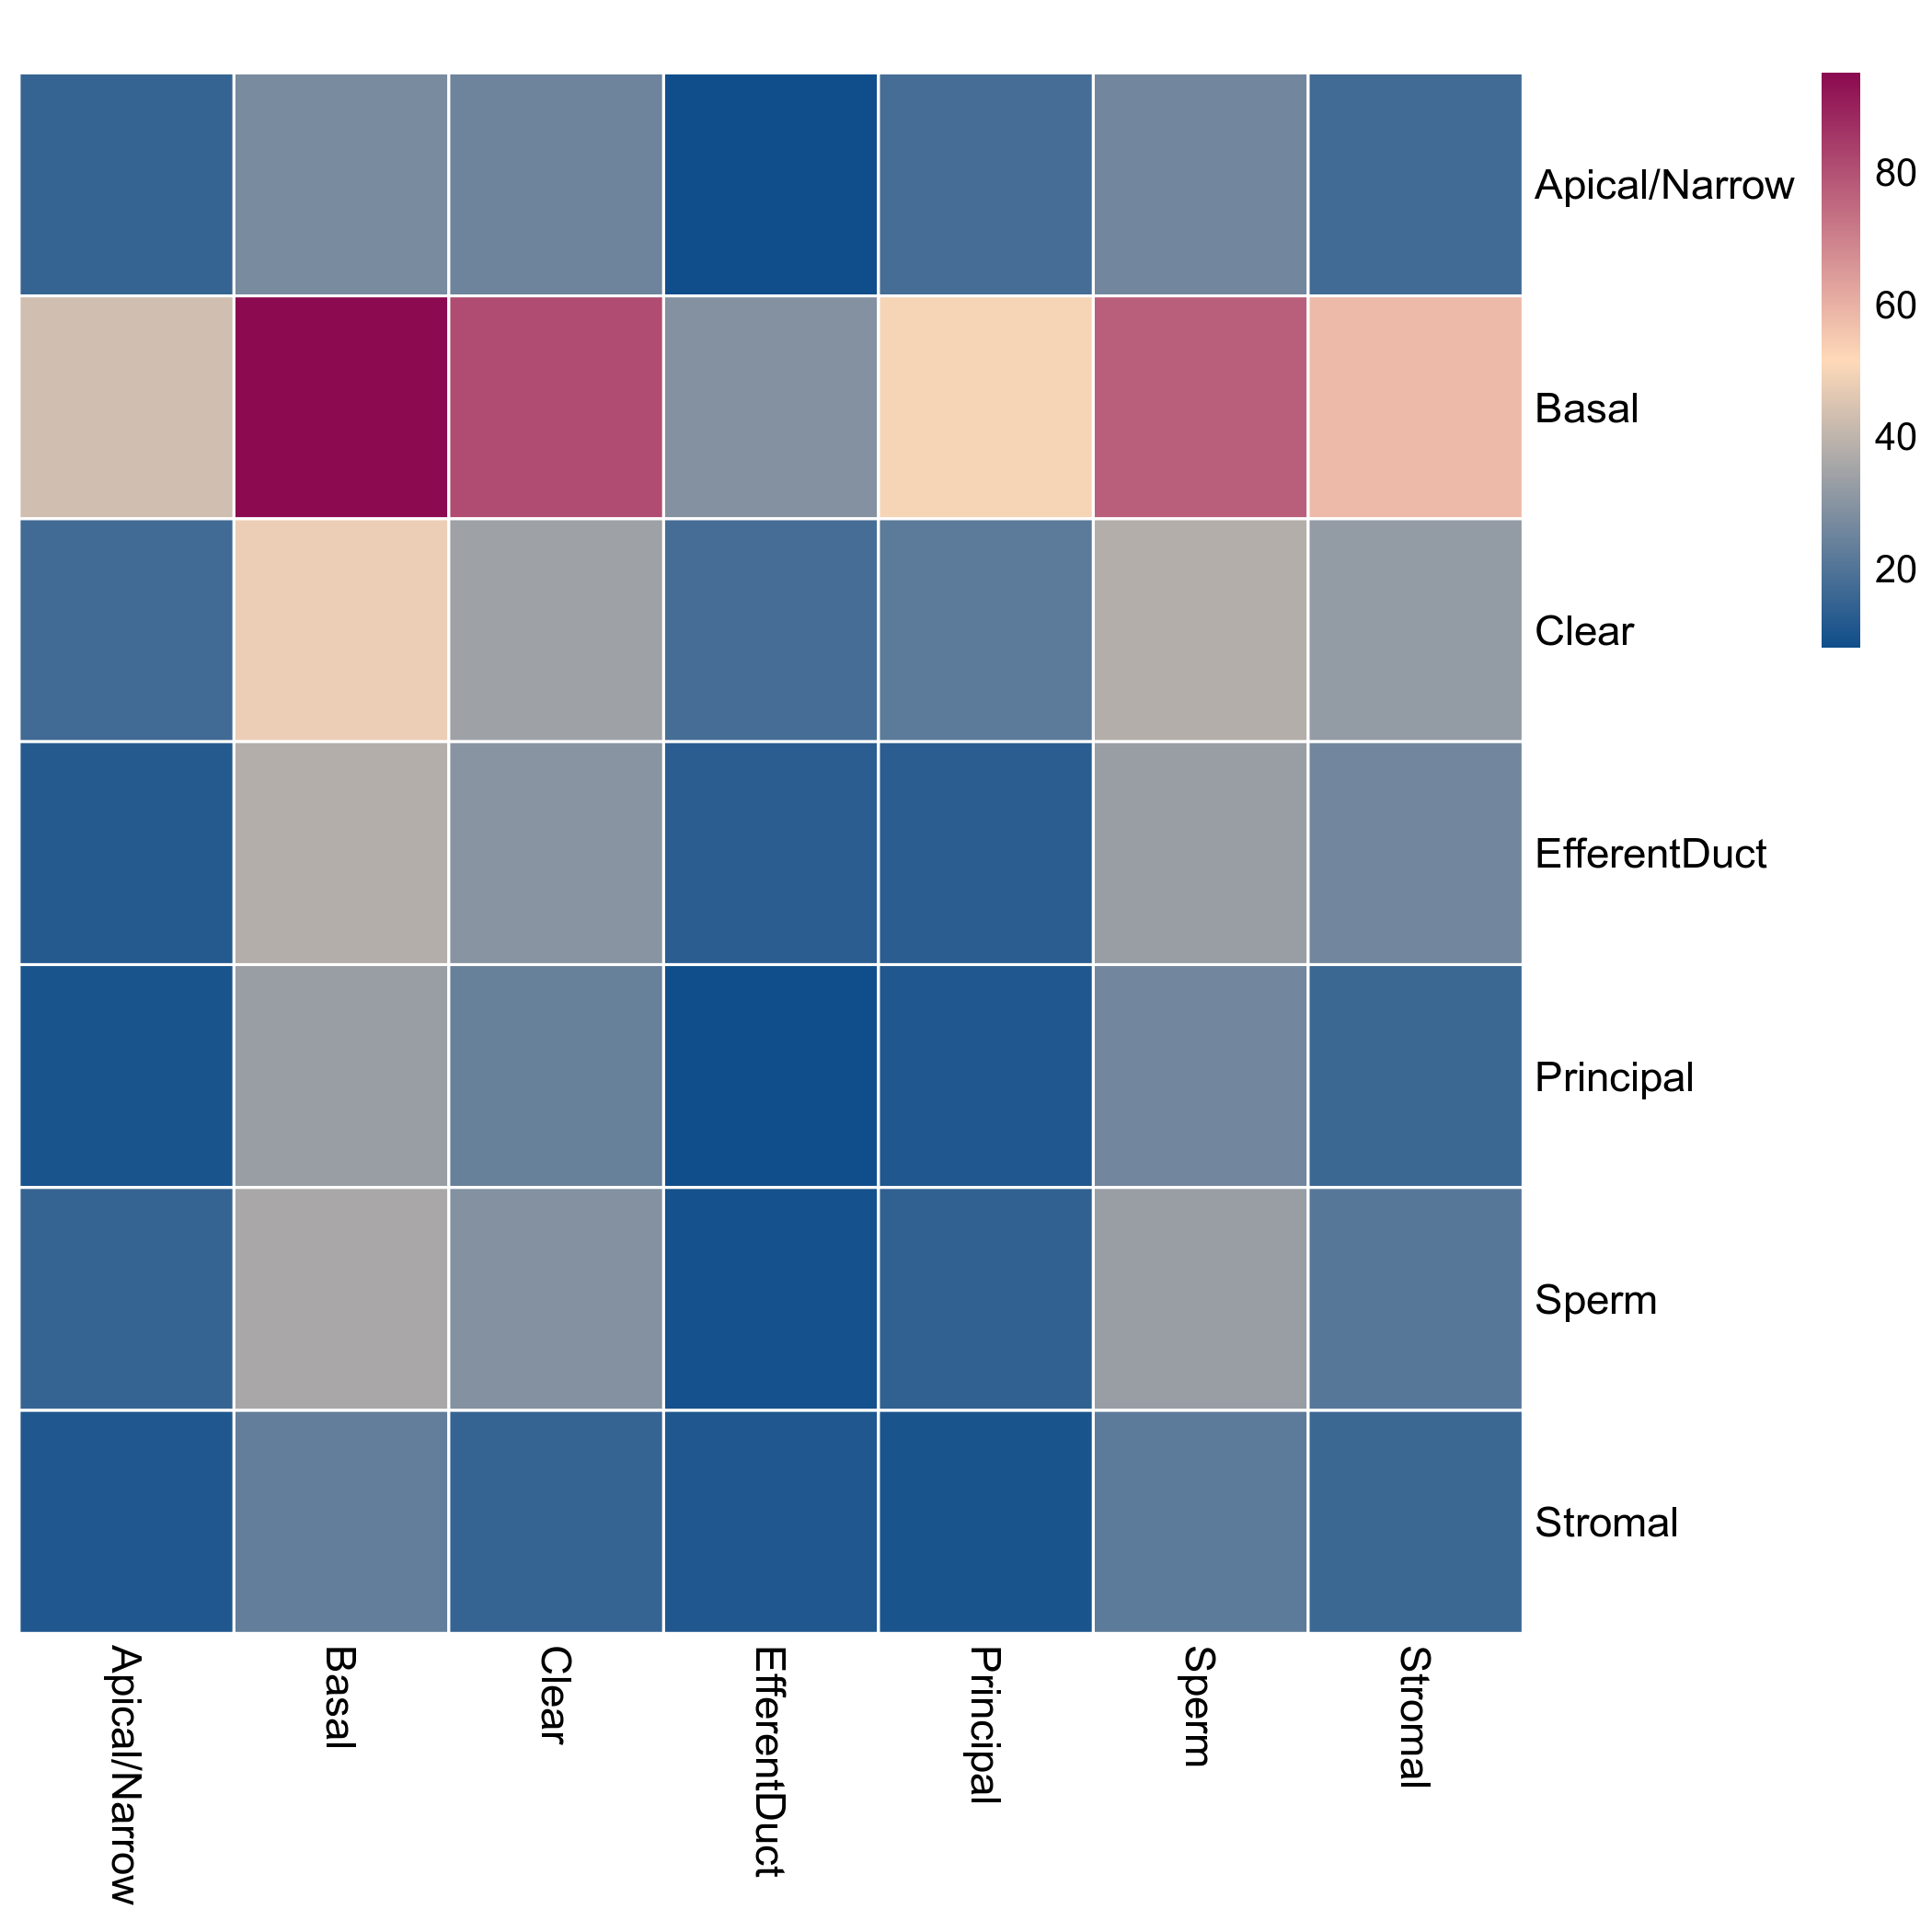 Apical/Narrow
Basal
Clear
EfferentDuct
Principal
Sperm
Stromal
80
60
40
20
Apical/Narrow
Basal
Clear
EfferentDuct
Principal
Sperm
Stromal